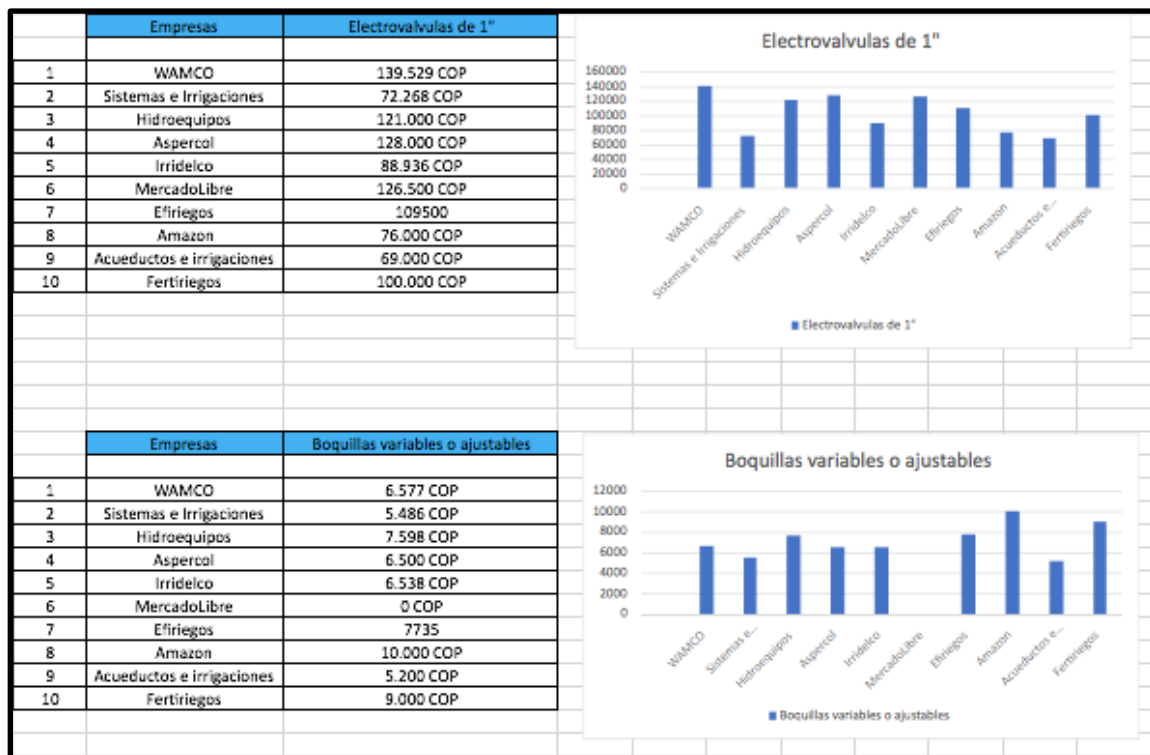 Empresas Electrovalvulas de 1"
1 WAMCO 139.529 COP
2 Sistemas e Irrigaciones 72.268 COP
3 Hidroequipos 121.000 COP
4 Aspercol 128.000 COP
5 Irridelco 88.936 COP
6 MercadoLibre 126.500 COP
7 Efiriegos 109500
8 Amazon 76.000 COP
9 Acueductos e irrigaciones 69.000 COP
10 Fertiriegos 100.000 COP
Electrovalvulas de 1"
160000
140000
120000
100000
80000
60000
40000
20000
0
WAMCO
Sistemas e Irrigaciones
Hidroequipos
Aspercol
Irridelco
MercadoLibre
Efiriegos
Amazon
Acueductos e...
Fertiriegos
Electrovalvulas de 1"
Empresas Boquillas variables o ajustables
1 WAMCO 6.577 COP
2 Sistemas e Irrigaciones 5.486 COP
3 Hidroequipos 7.598 COP
4 Aspercol 6.500 COP
5 Irridelco 6.538 COP
6 MercadoLibre 0 COP
7 Efiriegos 7735
8 Amazon 10.000 COP
9 Acueductos e irrigaciones 5.200 COP
10 Fertiriegos 9.000 COP
Boquillas variables o ajustables
12000
10000
8000
6000
4000
2000
0
WAMCO
Sistemas e...
Hidroequipos
Aspercol
Irridelco
MercadoLibre
Efiriegos
Amazon
Acueductos e...
Fertiriegos
Boquillas variables o ajustables